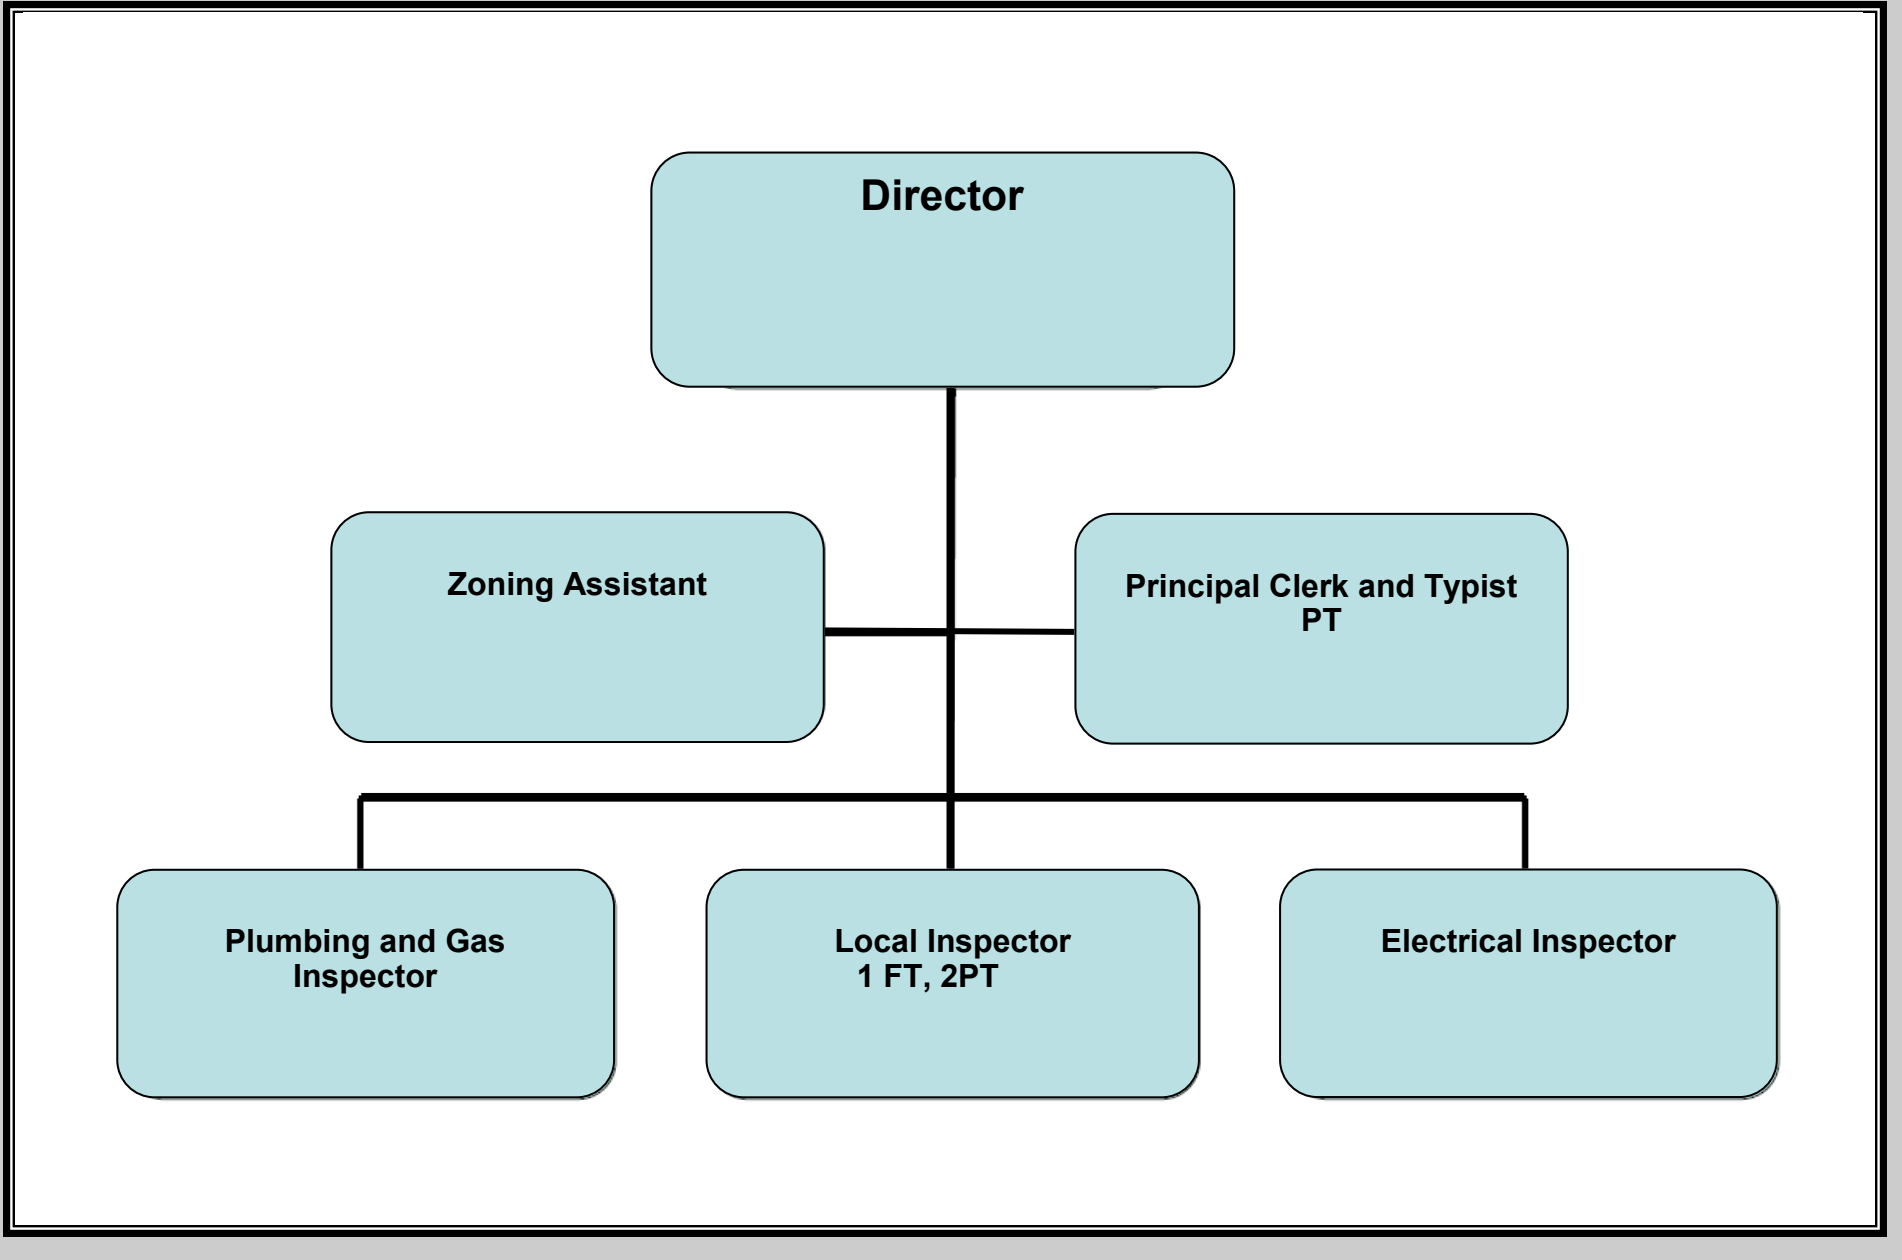 Director
Zoning Assistant
Principal Clerk and Typist
PT
Plumbing and Gas
Inspector
Local Inspector
1 FT, 2PT
Electrical Inspector